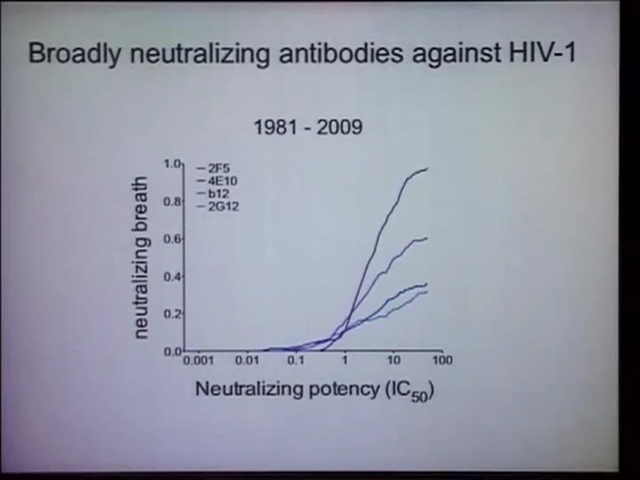 Broadly neutralizing antibodies against HIV-1
1981 - 2009
neutralizing breath
1.0
0.8
0.6
0.4
0.2
0.0
2F5
4E10
b12
2G12
0.001 0.01 0.1 1 10 100
Neutralizing potency (IC50)